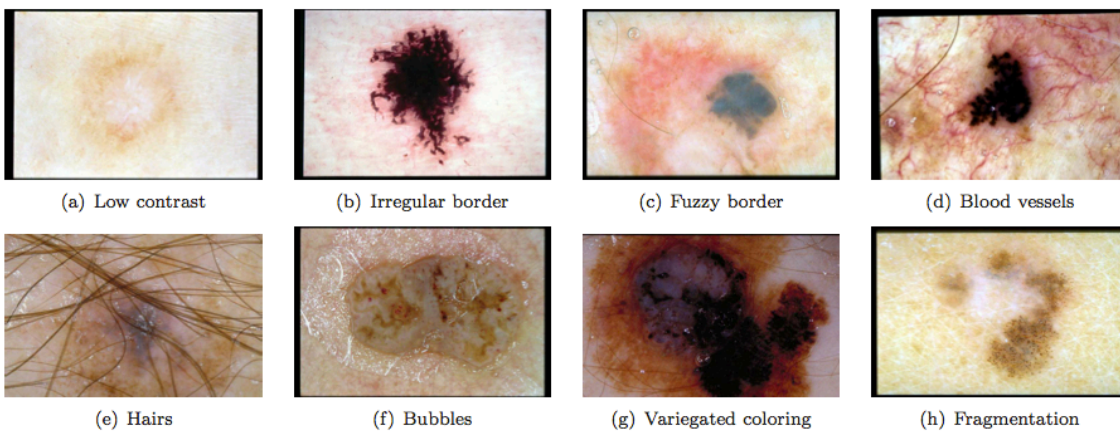 (a) Low contrast
(b) Irregular border
(c) Fuzzy border
(d) Blood vessels
(e) Hairs
(f) Bubbles
(g) Variegated coloring
(h) Fragmentation